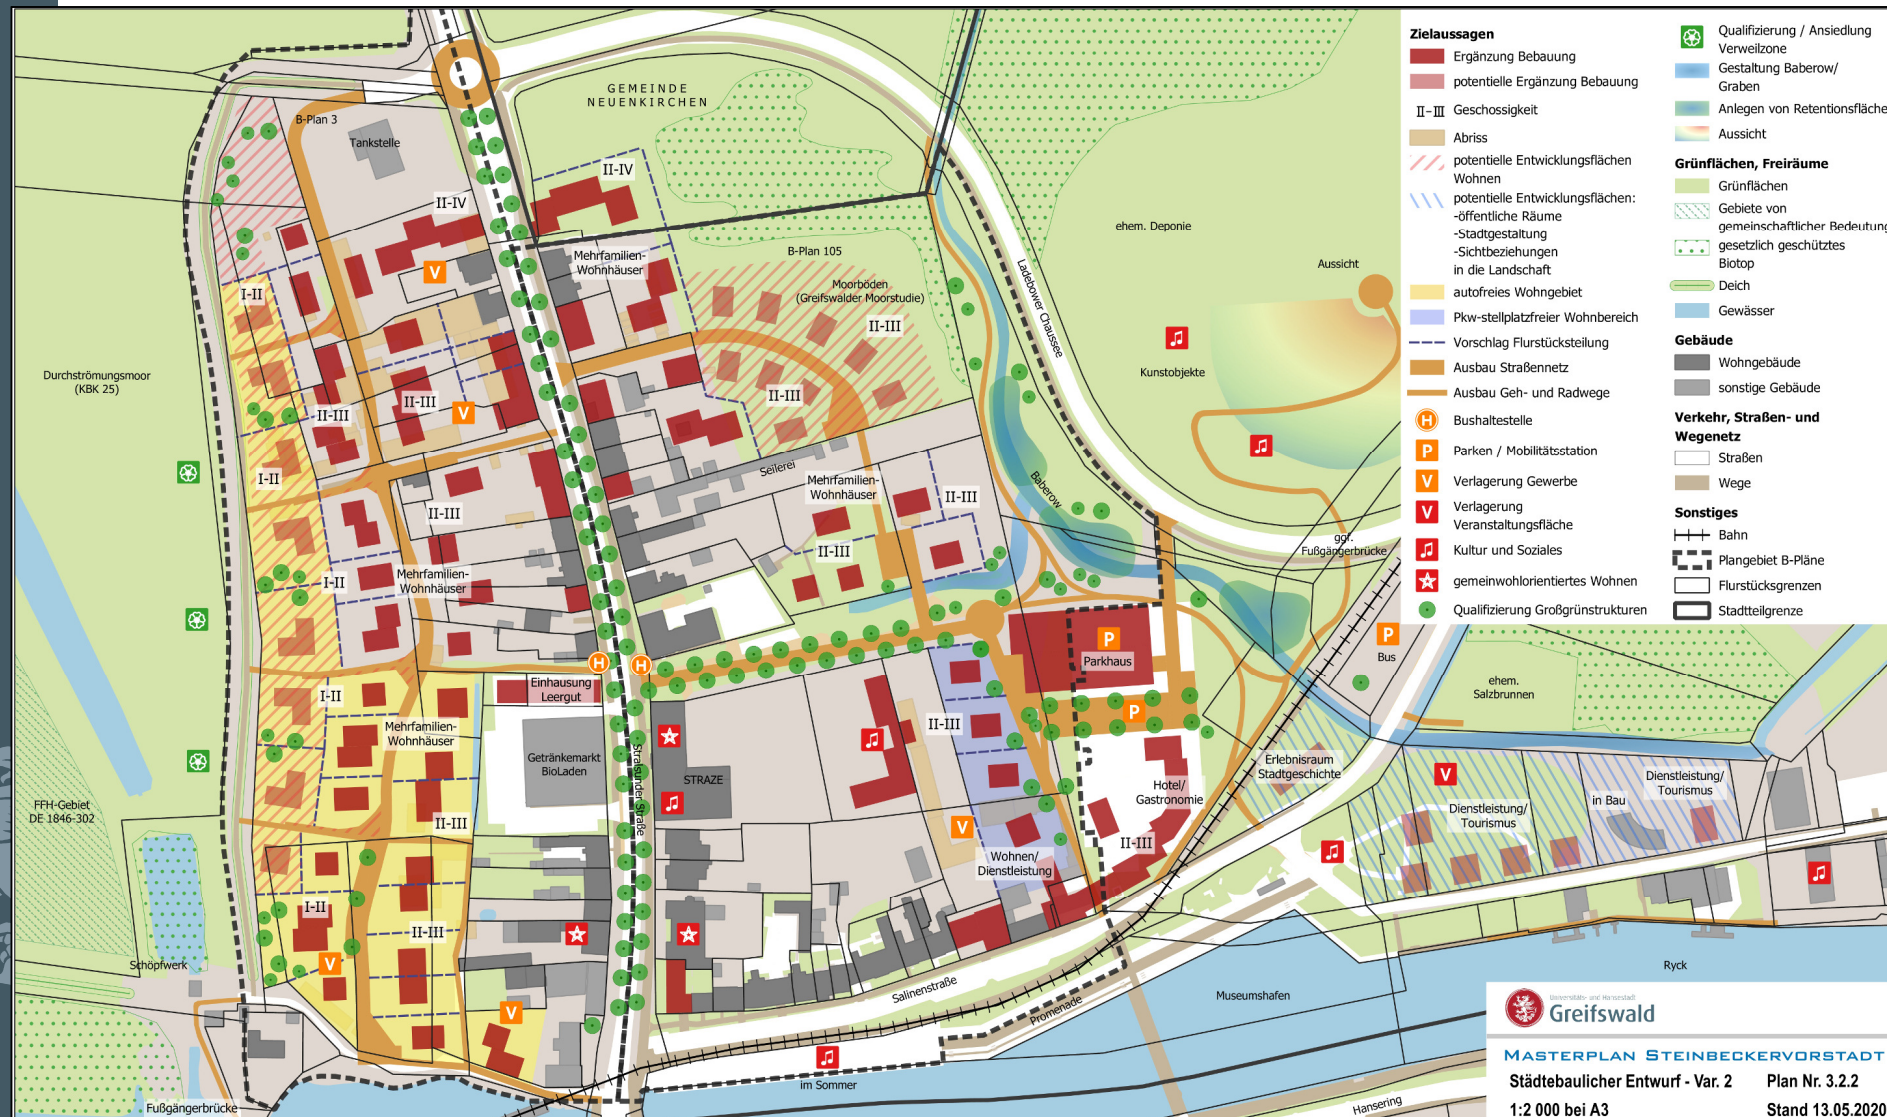 GEMEINDE
NEUENKIRCHEN
B-Plan 3
Tankstelle
II-IV
II-IV
V
Mehrfamilien-
Wohnhäuser
B-Plan 105
Moorböden
(Greifswalder Moorstudie)
II-III
II-III
ehem. Deponie
Aussicht
Ladebower Chaussee
Kunstobjekte
I-II
Durchströmungsmoor
(KBK 25)
II-III
II-III
V
I-II
Seilerei
Mehrfamilien-
Wohnhäuser
II-III
Baberow
II-III
II-III
ggf.
Fußgängerbrücke
I-II
Mehrfamilien-
Wohnhäuser
H
H
P
Parkhaus
P
Bus
Einhausung
Leergut
I-II
Mehrfamilien-
Wohnhäuser
II-III
P
ehem.
Salzbrunnen
Getränkemarkt
BioLaden
Stralsunder Straße
STRAZE
Erlebnisraum
Stadtgeschichte
Hotel/
Gastronomie
V
Dienstleistung/
Tourismus
in Bau
Dienstleistung/
Tourismus
FFH-Gebiet
DE 1846-302
II-III
V
II-III
Wohnen/
Dienstleistung
I-II
II-III
V
Schöpfwerk
V
Salinenstraße
Promenade
Museumshafen
Ryck
im Sommer
Fußgängerbrücke
Hansering
Zielaussagen
Ergänzung Bebauung
potentielle Ergänzung Bebauung
II-III Geschossigkeit
Abriss
potentielle Entwicklungsflächen
Wohnen
potentielle Entwicklungsflächen:
-öffentliche Räume
-Stadtgestaltung
-Sichtbeziehungen
in die Landschaft
autofreies Wohngebiet
Pkw-stellplatzfreier Wohnbereich
Vorschlag Flurstücksteilung
Ausbau Straßennetz
Ausbau Geh- und Radwege
H Bushaltestelle
P Parken / Mobilitätsstation
V Verlagerung Gewerbe
V Verlagerung
Veranstaltungsfläche
Kultur und Soziales
gemeinwohlorientiertes Wohnen
Qualifizierung Großgrünstrukturen
Qualifizierung / Ansiedlung
Verweilzone
Gestaltung Baberow/
Graben
Anlegen von Retentionsfläche
Aussicht
Grünflächen, Freiräume
Grünflächen
Gebiete von
gemeinschaftlicher Bedeutung
gesetzlich geschütztes
Biotop
Deich
Gewässer
Gebäude
Wohngebäude
sonstige Gebäude
Verkehr, Straßen- und
Wegenetz
Straßen
Wege
Sonstiges
Bahn
Plangebiet B-Pläne
Flurstücksgrenzen
Stadtteilgrenze
Universitäts- und Hansestadt
Greifswald
MASTERPLAN STEINBECKERVORSTADT
Städtebaulicher Entwurf - Var. 2 Plan Nr. 3.2.2
1:2 000 bei A3 Stand 13.05.2020